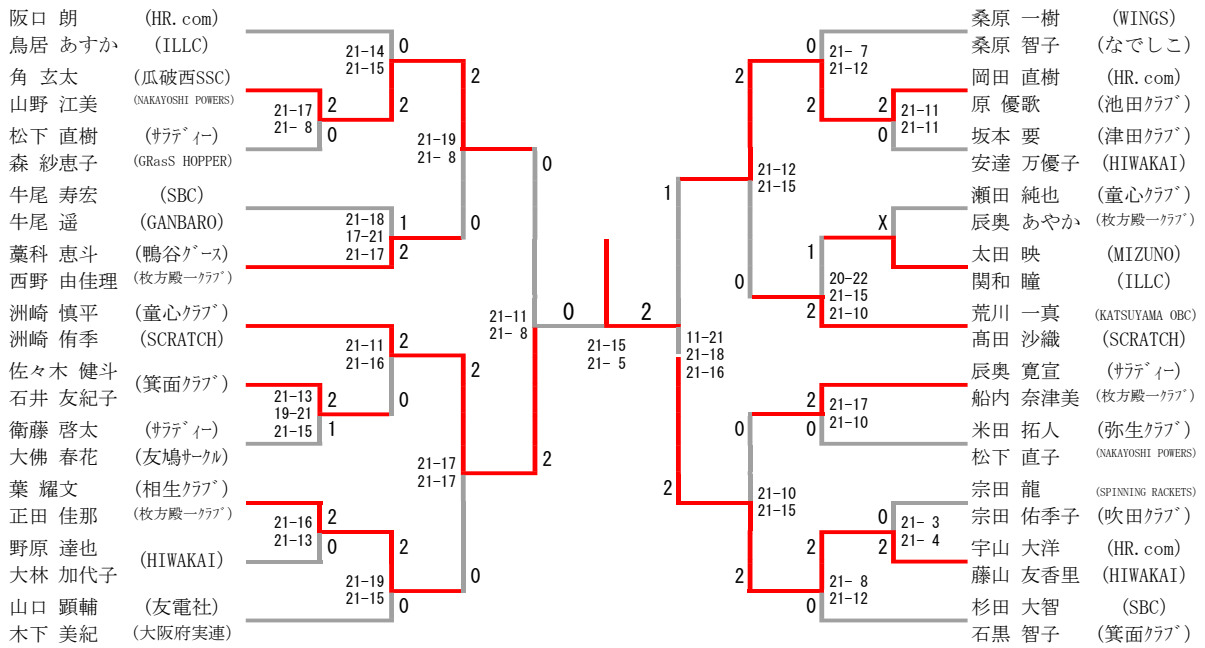 阪口 朗 (HR.com)
鳥居 あすか (ILLC)
角 玄太 (瓜破西SSC)
山野 江美 (NAKAYOSHI POWERS)
松下 直樹 (ｻﾗﾃﾞｨｰ)
森 紗恵子 (GRasS HOPPER)
牛尾 寿宏 (SBC)
牛尾 遥 (GANBARO)
藁科 恵斗 (鴨谷ｸﾞｰｽ)
西野 由佳理 (枚方殿一ｸﾗﾌﾞ)
洲崎 慎平 (童心ｸﾗﾌﾞ)
洲崎 侑季 (SCRATCH)
佐々木 健斗
石井 友紀子 (箕面ｸﾗﾌﾞ)
衛藤 啓太 (ｻﾗﾃﾞｨｰ)
大佛 春花 (友鳩ｻｰｸﾙ)
葉 耀文 (相生ｸﾗﾌﾞ)
正田 佳那 (枚方殿一ｸﾗﾌﾞ)
野原 達也
大林 加代子 (HIWAKAI)
山口 顕輔 (友電社)
木下 美紀 (大阪府実連)
21-14
21-15
0
2
21-17
21- 8
2
0
21-19
21- 8
2
0
21-18
17-21
21-17
1
2
21-11
21-16
2
0
21-13
19-21
21-15
2
1
21-17
21-17
2
0
21-16
21-13
2
0
21-19
21-15
2
0
21-11
21- 8
0
2
0
2
21-15
21- 5
11-21
21-18
21-16
1
2
21-12
21-15
2
0
21- 7
21-12
0
2
21-11
21-11
2
0
X
1
2
20-22
21-15
21-10
21-10
21-15
0
2
21-17
21-10
2
0
21- 3
21- 4
0
2
21- 8
21-12
2
0
桑原 一樹 (WINGS)
桑原 智子 (なでしこ)
岡田 直樹 (HR.com)
原 優歌 (池田ｸﾗﾌﾞ)
坂本 要 (津田ｸﾗﾌﾞ)
安達 万優子 (HIWAKAI)
瀬田 純也 (童心ｸﾗﾌﾞ)
辰奥 あやか (枚方殿一ｸﾗﾌﾞ)
太田 映 (MIZUNO)
関和 瞳 (ILLC)
荒川 一真 (KATSUYAMA OBC)
髙田 沙織 (SCRATCH)
辰奥 寛宣 (ｻﾗﾃﾞｨｰ)
船内 奈津美 (枚方殿一ｸﾗﾌﾞ)
米田 拓人 (弥生ｸﾗﾌﾞ)
松下 直子 (NAKAYOSHI POWERS)
宗田 龍 (SPINNING RACKETS)
宗田 佑季子 (吹田ｸﾗﾌﾞ)
宇山 大洋 (HR.com)
藤山 友香里 (HIWAKAI)
杉田 大智 (SBC)
石黒 智子 (箕面ｸﾗﾌﾞ)